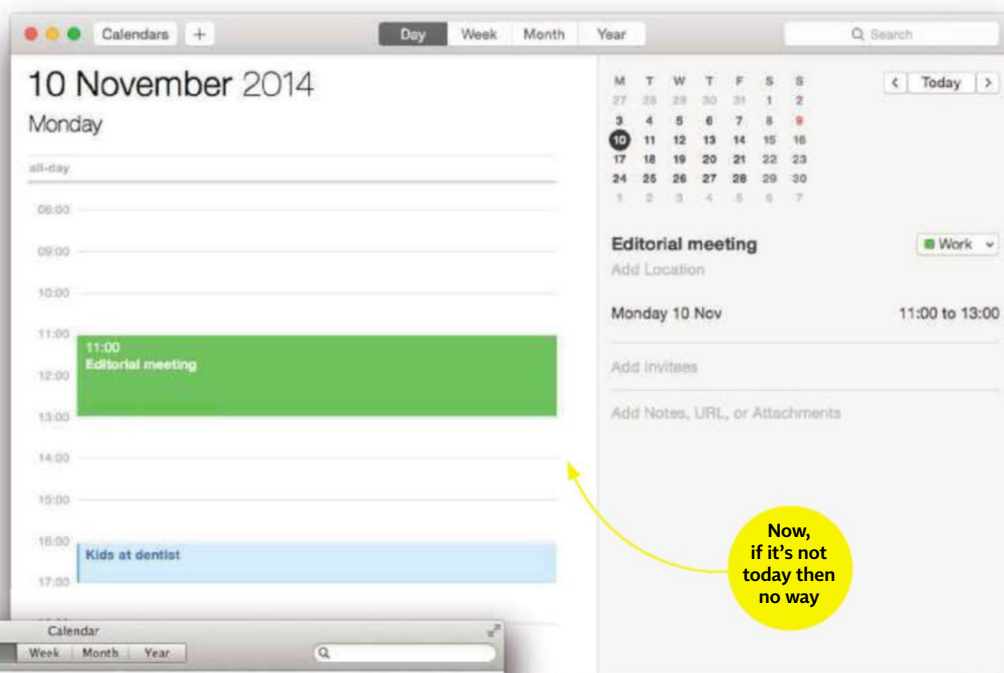 Calendars +
Day Week Month Year
Search
10 November 2014
Monday
all-day
08:00
09:00
10:00
11:00
11:00
Editorial meeting
12:00
13:00
14:00
15:00
16:00
Kids at dentist
17:00
M T W T F S S
< Today >
27 28 29 30 31 1 2
3 4 5 6 7 8 9
10 11 12 13 14 15 16
17 18 19 20 21 22 23
24 25 26 27 28 29 30
1 2 3 4 5 6 7
Editorial meeting
Work
Add Location
Monday 10 Nov 11:00 to 13:00
Add Invitees
Add Notes, URL, or Attachments
Now,
if it's not
today then
no way
Calendar
Week Month Year